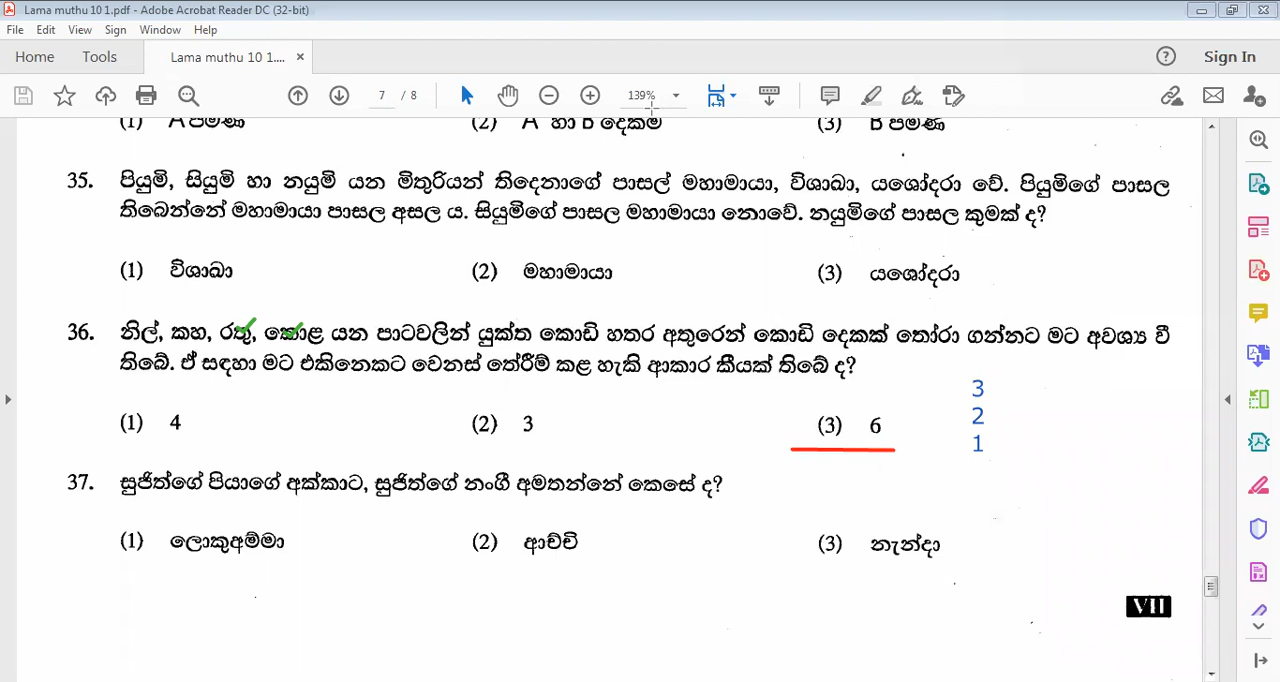 Lama muthu 10 1.pdf - Adobe Acrobat Reader DC (32-bit)
File Edit View Sign Window Help
Home Tools Lama muthu 10 1.... × Sign In
7 / 8 139%
(1) A පමණි (2) A හා B දෙකම (3) B පමණි
35. පියුමි, සියුමි හා නයුමි යන මිතුරියන් තිදෙනාගේ පාසල් මහාමායා, විශාඛා, යශෝදරා වේ. පියුමිගේ පාසල
තිබෙන්නේ මහාමායා පාසල අසල ය. සියුමිගේ පාසල මහාමායා නොවේ. නයුමිගේ පාසල කුමක් ද?
(1) විශාඛා (2) මහාමායා (3) යශෝදරා
36. නිල්, කහ, රතු, කොළ යන පාටවලින් යුක්ත කොඩි හතර අතුරෙන් කොඩි දෙකක් තෝරා ගන්නට මට අවශ්‍ය වී
තිබේ. ඒ සඳහා මට එකිනෙකට වෙනස් තේරීම් කළ හැකි ආකාර කීයක් තිබේ ද?
3
2
(1) 4 (2) 3 (3) 6
1
37. සුජිත්ගේ පියාගේ අක්කාට, සුජිත්ගේ නංගී අමතන්නේ කෙසේ ද?
(1) ලොකුඅම්මා (2) ආච්චි (3) නැන්දා
VII